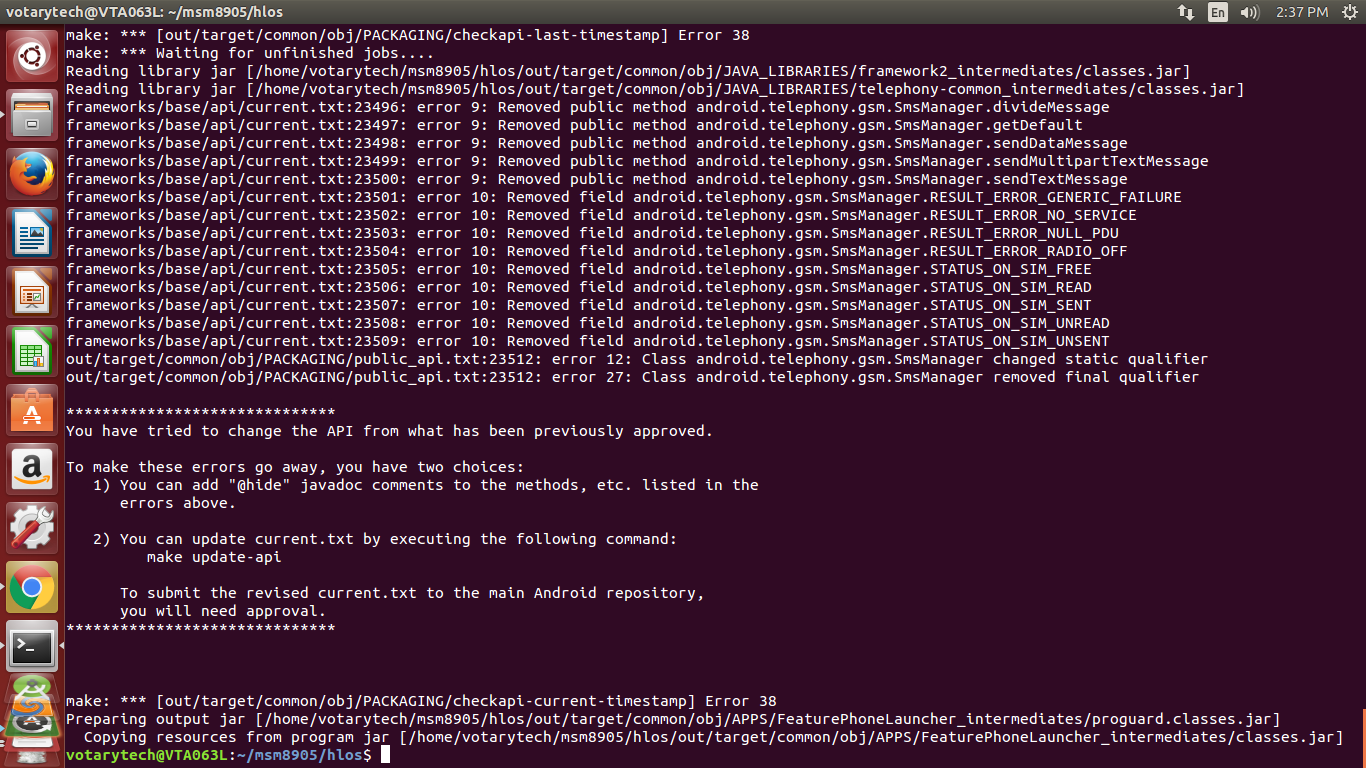 votarytech@VTA063L: ~/msm8905/hlos
En
2:37 PM
make: *** [out/target/common/obj/PACKAGING/checkapi-last-timestamp] Error 38
make: *** Waiting for unfinished jobs....
Reading library jar [/home/votarytech/msm8905/hlos/out/target/common/obj/JAVA_LIBRARIES/framework2_intermediates/classes.jar]
Reading library jar [/home/votarytech/msm8905/hlos/out/target/common/obj/JAVA_LIBRARIES/telephony-common_intermediates/classes.jar]
frameworks/base/api/current.txt:23496: error 9: Removed public method android.telephony.gsm.SmsManager.divideMessage
frameworks/base/api/current.txt:23497: error 9: Removed public method android.telephony.gsm.SmsManager.getDefault
frameworks/base/api/current.txt:23498: error 9: Removed public method android.telephony.gsm.SmsManager.sendDataMessage
frameworks/base/api/current.txt:23499: error 9: Removed public method android.telephony.gsm.SmsManager.sendMultipartTextMessage
frameworks/base/api/current.txt:23500: error 9: Removed public method android.telephony.gsm.SmsManager.sendTextMessage
frameworks/base/api/current.txt:23501: error 10: Removed field android.telephony.gsm.SmsManager.RESULT_ERROR_GENERIC_FAILURE
frameworks/base/api/current.txt:23502: error 10: Removed field android.telephony.gsm.SmsManager.RESULT_ERROR_NO_SERVICE
frameworks/base/api/current.txt:23503: error 10: Removed field android.telephony.gsm.SmsManager.RESULT_ERROR_NULL_PDU
frameworks/base/api/current.txt:23504: error 10: Removed field android.telephony.gsm.SmsManager.RESULT_ERROR_RADIO_OFF
frameworks/base/api/current.txt:23505: error 10: Removed field android.telephony.gsm.SmsManager.STATUS_ON_SIM_FREE
frameworks/base/api/current.txt:23506: error 10: Removed field android.telephony.gsm.SmsManager.STATUS_ON_SIM_READ
frameworks/base/api/current.txt:23507: error 10: Removed field android.telephony.gsm.SmsManager.STATUS_ON_SIM_SENT
frameworks/base/api/current.txt:23508: error 10: Removed field android.telephony.gsm.SmsManager.STATUS_ON_SIM_UNREAD
frameworks/base/api/current.txt:23509: error 10: Removed field android.telephony.gsm.SmsManager.STATUS_ON_SIM_UNSENT
out/target/common/obj/PACKAGING/public_api.txt:23512: error 12: Class android.telephony.gsm.SmsManager changed static qualifier
out/target/common/obj/PACKAGING/public_api.txt:23512: error 27: Class android.telephony.gsm.SmsManager removed final qualifier
******************************
You have tried to change the API from what has been previously approved.
To make these errors go away, you have two choices:
1) You can add "@hide" javadoc comments to the methods, etc. listed in the
errors above.
2) You can update current.txt by executing the following command:
make update-api
To submit the revised current.txt to the main Android repository,
you will need approval.
******************************
make: *** [out/target/common/obj/PACKAGING/checkapi-current-timestamp] Error 38
Preparing output jar [/home/votarytech/msm8905/hlos/out/target/common/obj/APPS/FeaturePhoneLauncher_intermediates/proguard.classes.jar]
Copying resources from program jar [/home/votarytech/msm8905/hlos/out/target/common/obj/APPS/FeaturePhoneLauncher_intermediates/classes.jar]
votarytech@VTA063L:~/msm8905/hlos$